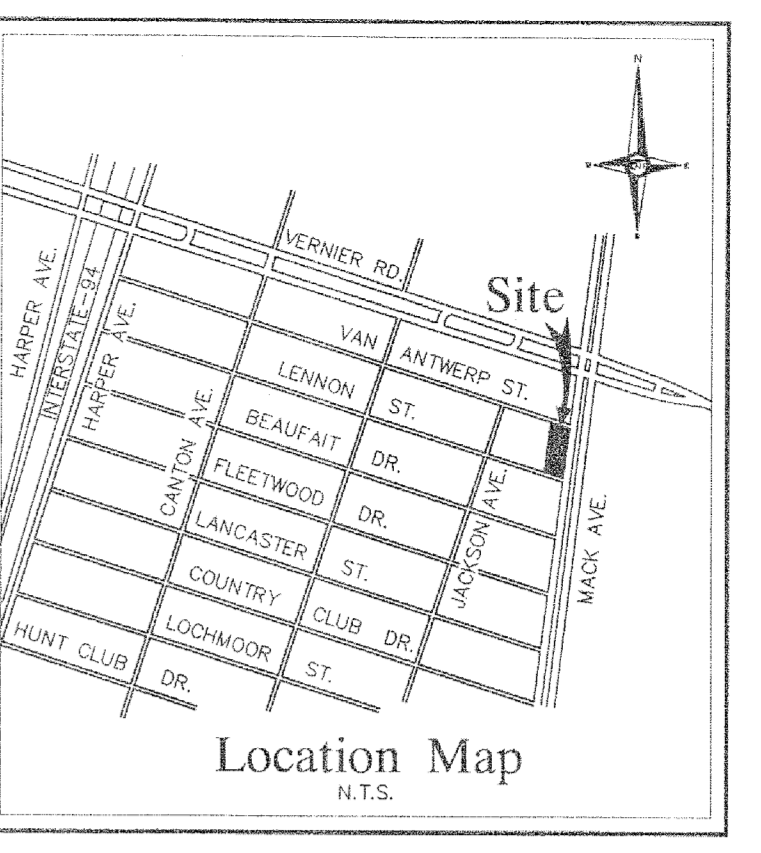 N
VERNIER RD.
Site
HARPER AVE.
INTERSTATE-94
HARPER AVE.
VAN ANTWERP ST.
LENNON ST.
CANTON AVE.
BEAUFAIT DR.
FLEETWOOD DR.
JACKSON AVE.
MACK AVE.
LANCASTER ST.
COUNTRY CLUB DR.
LOCHMOOR ST.
HUNT CLUB DR.
Location Map
N.T.S.